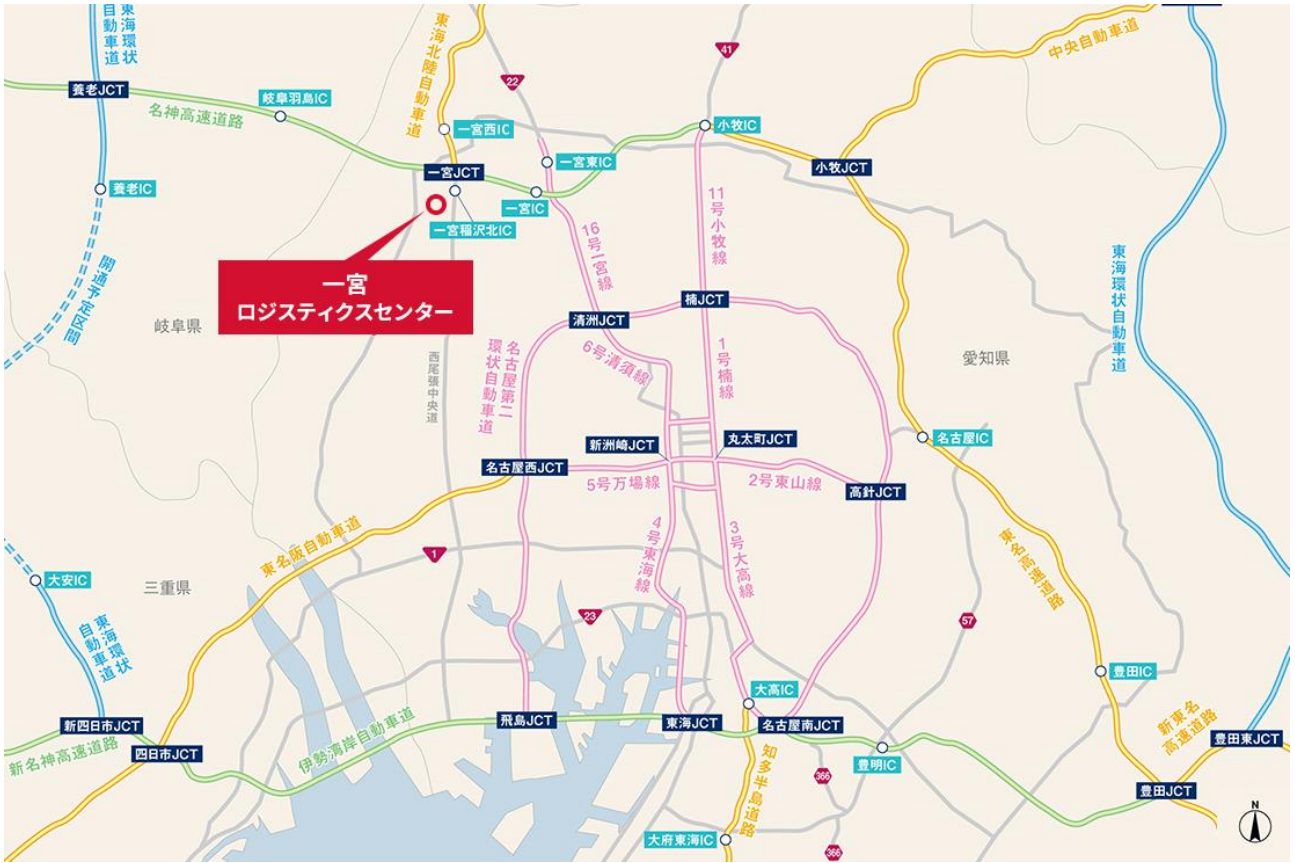 東海環状
自動車道
東海北陸自動車道
22
41
中央自動車道
養老JCT
名神高速道路
岐阜羽島IC
一宮西IC
小牧IC
一宮東IC
小牧JCT
一宮JCT
養老IC
一宮IC
一宮稲沢北IC
11号小牧線
16号一宮線
東海環状自動車道
開通予定区間
一宮
ロジスティクスセンター
岐阜県
楠JCT
清洲JCT
西尾張中央道
名古屋第二
環状自動車道
6号清須線
1号楠線
愛知県
新洲崎JCT
丸太町JCT
名古屋IC
名古屋西JCT
5号万場線
2号東山線
高針JCT
東名阪自動車道
1
4号東海線
3号大高線
東名高速道路
大安IC
三重県
東海環状
自動車道
23
57
豊田IC
大高IC
新四日市JCT
四日市JCT
飛島JCT
東海JCT
名古屋南JCT
新東名
高速道路
豊田東JCT
新名神高速道路
伊勢湾岸自動車道
知多半島道路
豊明IC
366
豊田JCT
大府東海IC
366
N